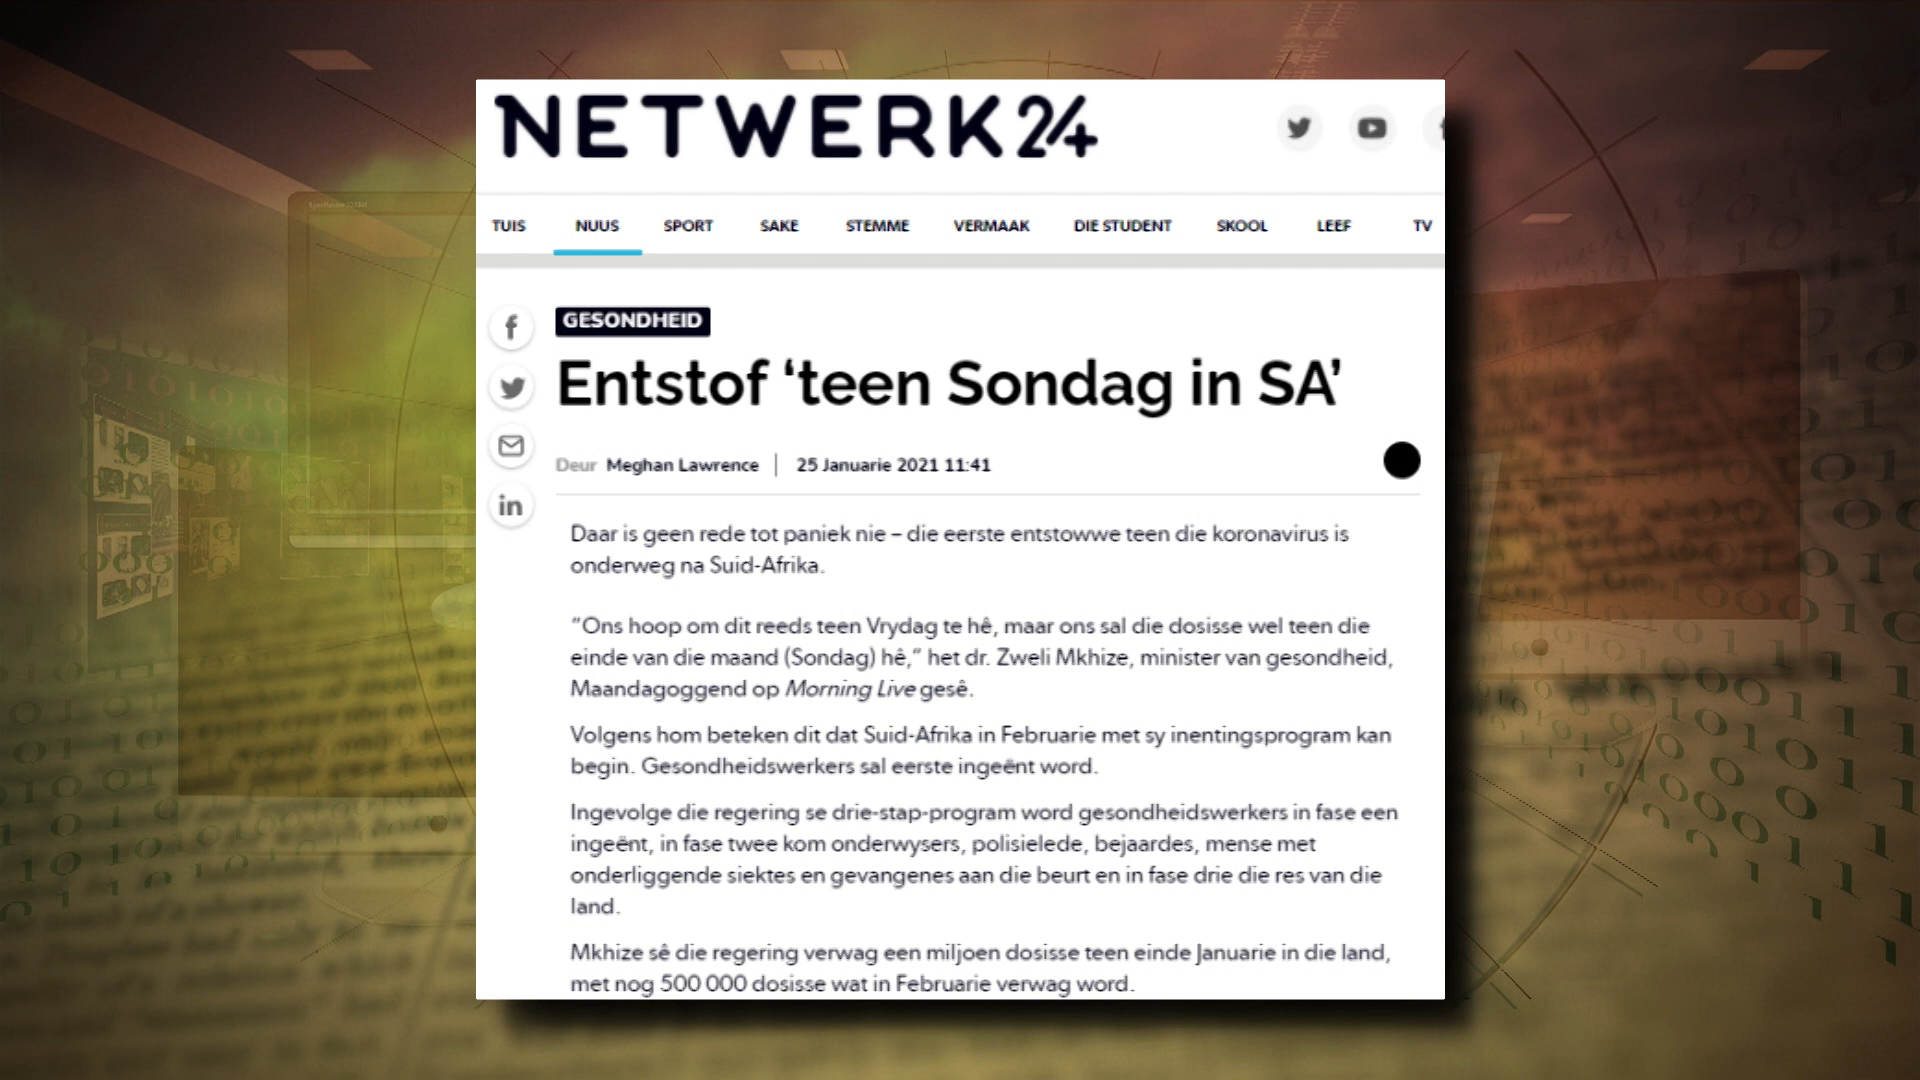 NETWERK24
TUIS NUUS SPORT SAKE STEMME VERMAAK DIE STUDENT SKOOL LEEF TV
GESONDHEID
Entstof ‘teen Sondag in SA’
Deur Meghan Lawrence | 25 Januarie 2021 11:41
Daar is geen rede tot paniek nie – die eerste entstowwe teen die koronavirus is
onderweg na Suid-Afrika.
“Ons hoop om dit reeds teen Vrydag te hê, maar ons sal die dosisse wel teen die
einde van die maand (Sondag) hê,” het dr. Zweli Mkhize, minister van gesondheid,
Maandagoggend op Morning Live gesê.
Volgens hom beteken dit dat Suid-Afrika in Februarie met sy inentingsprogram kan
begin. Gesondheidswerkers sal eerste ingeënt word.
Ingevolge die regering se drie-stap-program word gesondheidswerkers in fase een
ingeënt, in fase twee kom onderwysers, polisielede, bejaardes, mense met
onderliggende siektes en gevangenes aan die beurt en in fase drie die res van die
land.
Mkhize sê die regering verwag een miljoen dosisse teen einde Januarie in die land,
met nog 500 000 dosisse wat in Februarie verwag word.